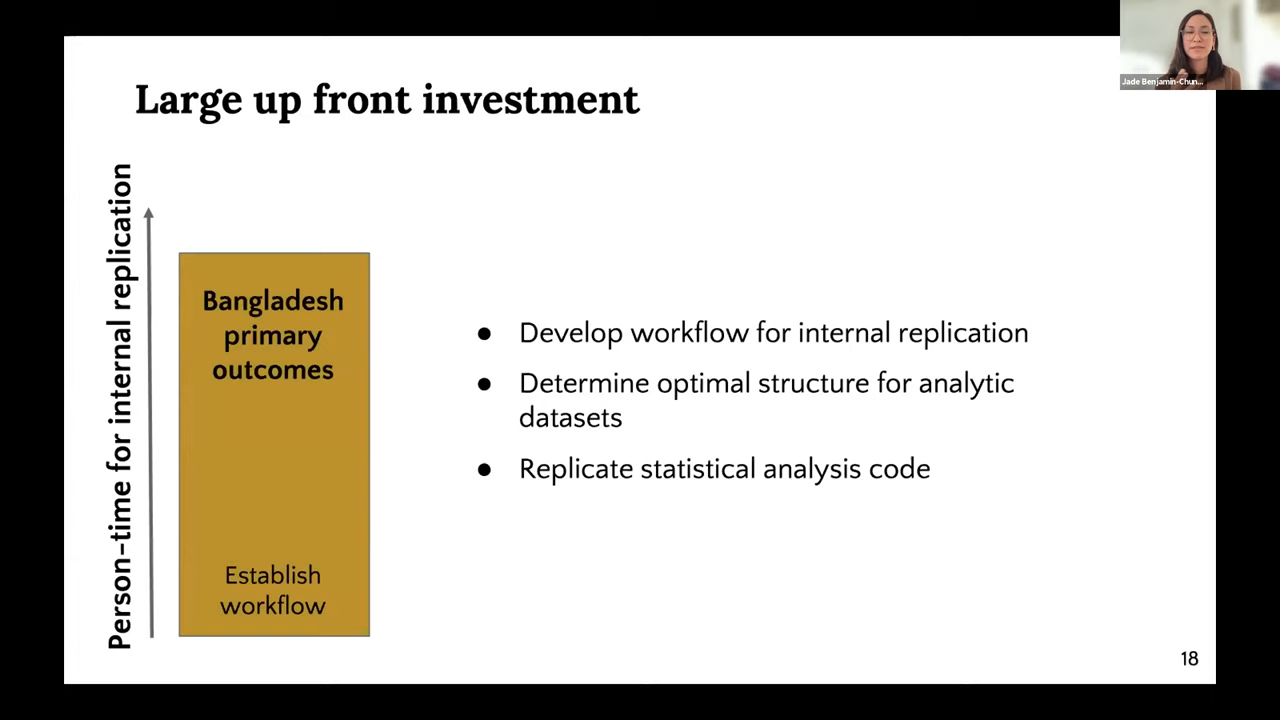 Large up front investment
Person-time for internal replication
Bangladesh
primary
outcomes
Establish
workflow
● Develop workflow for internal replication
● Determine optimal structure for analytic
datasets
● Replicate statistical analysis code
18
Jade Benjamin-Chun...